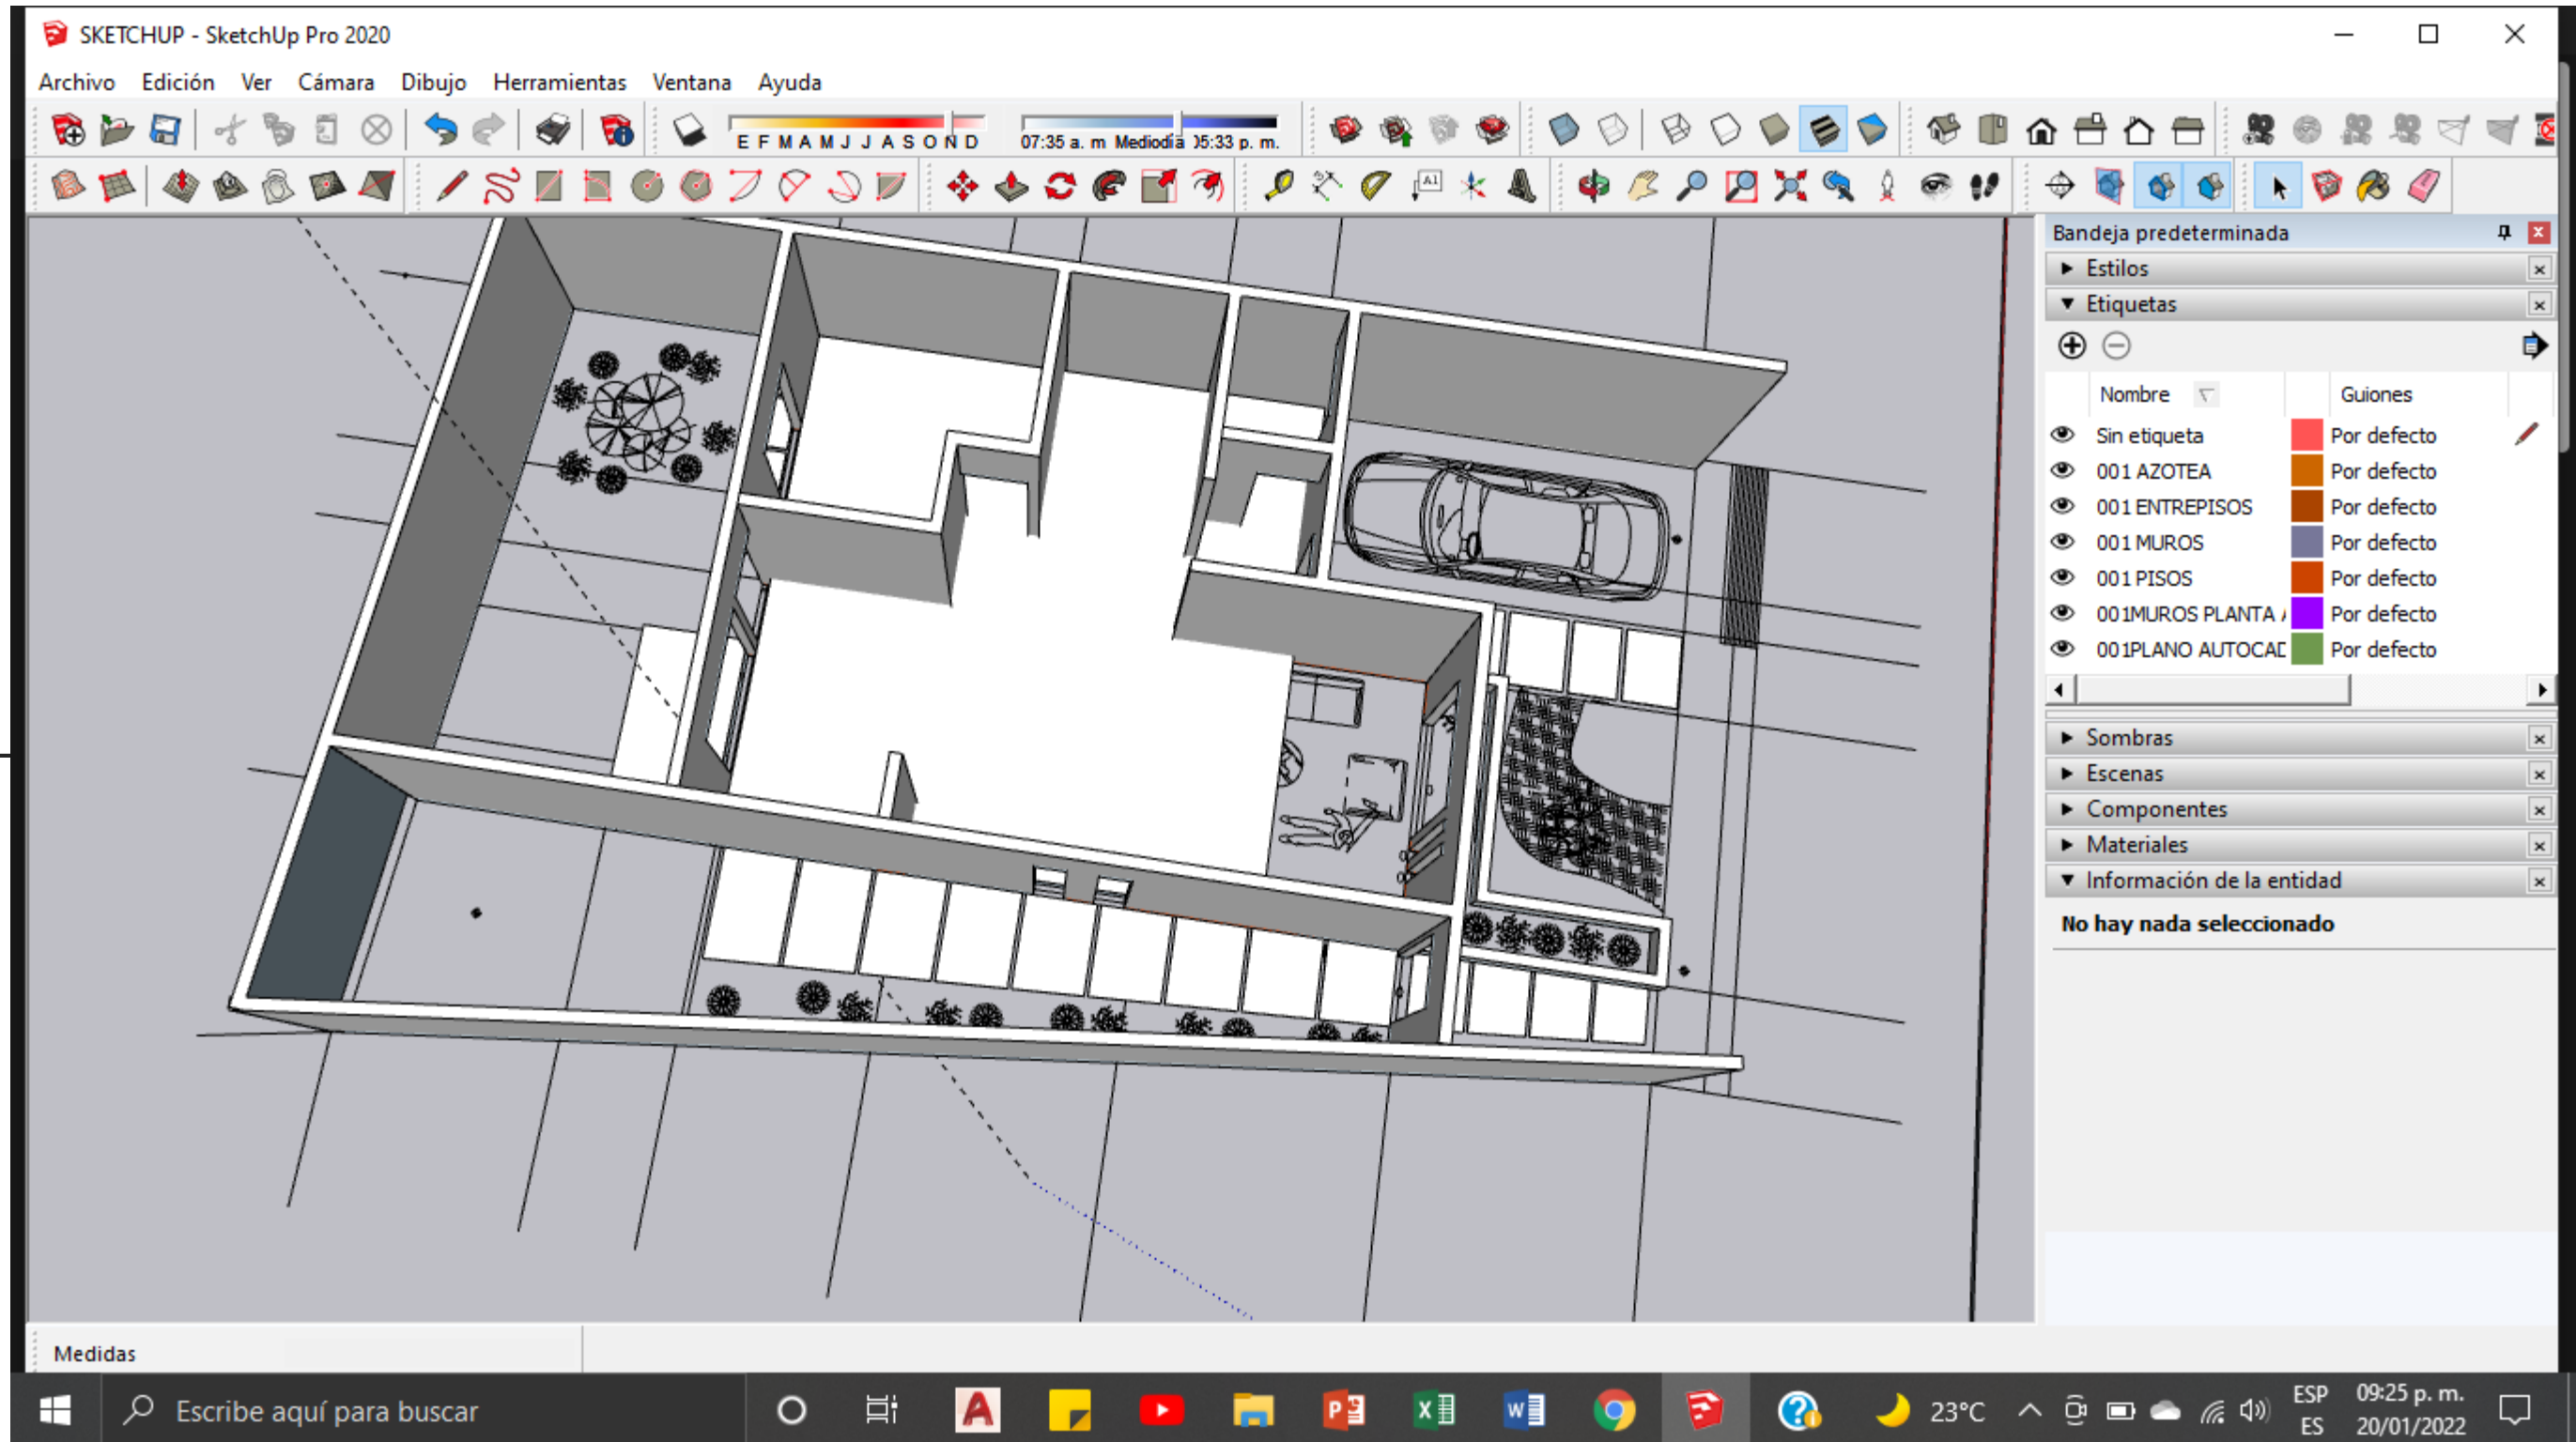 SKETCHUP - SketchUp Pro 2020
Archivo Edición Ver Cámara Dibujo Herramientas Ventana Ayuda
E F M A M J J A S O N D
07:35 a. m Mediodía 05:33 p. m.
A1
Bandeja predeterminada
Estilos
Etiquetas
Nombre Guiones
Sin etiqueta Por defecto
001 AZOTEA Por defecto
001 ENTREPISOS Por defecto
001 MUROS Por defecto
001 PISOS Por defecto
001MUROS PLANTA Por defecto
001PLANO AUTOCAD Por defecto
Sombras
Escenas
Componentes
Materiales
Información de la entidad
No hay nada seleccionado
Medidas
Escribe aquí para buscar
23°C
ESP
ES
09:25 p. m.
20/01/2022